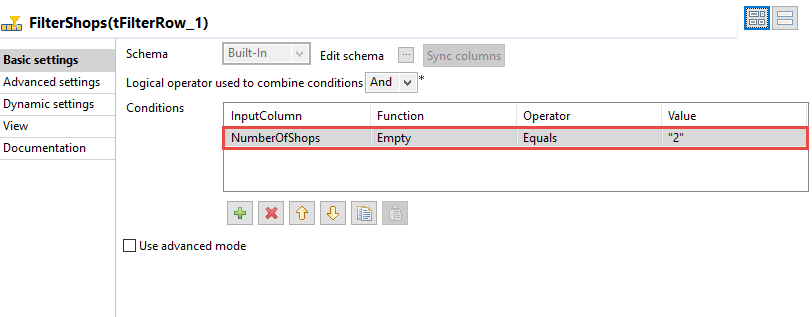 FilterShops(tFilterRow_1)
Basic settings
Advanced settings
Dynamic settings
View
Documentation
Schema Built-In Edit schema ... Sync columns
Logical operator used to combine conditions And *
Conditions
InputColumn Function Operator Value
NumberOfShops Empty Equals "2"
Use advanced mode